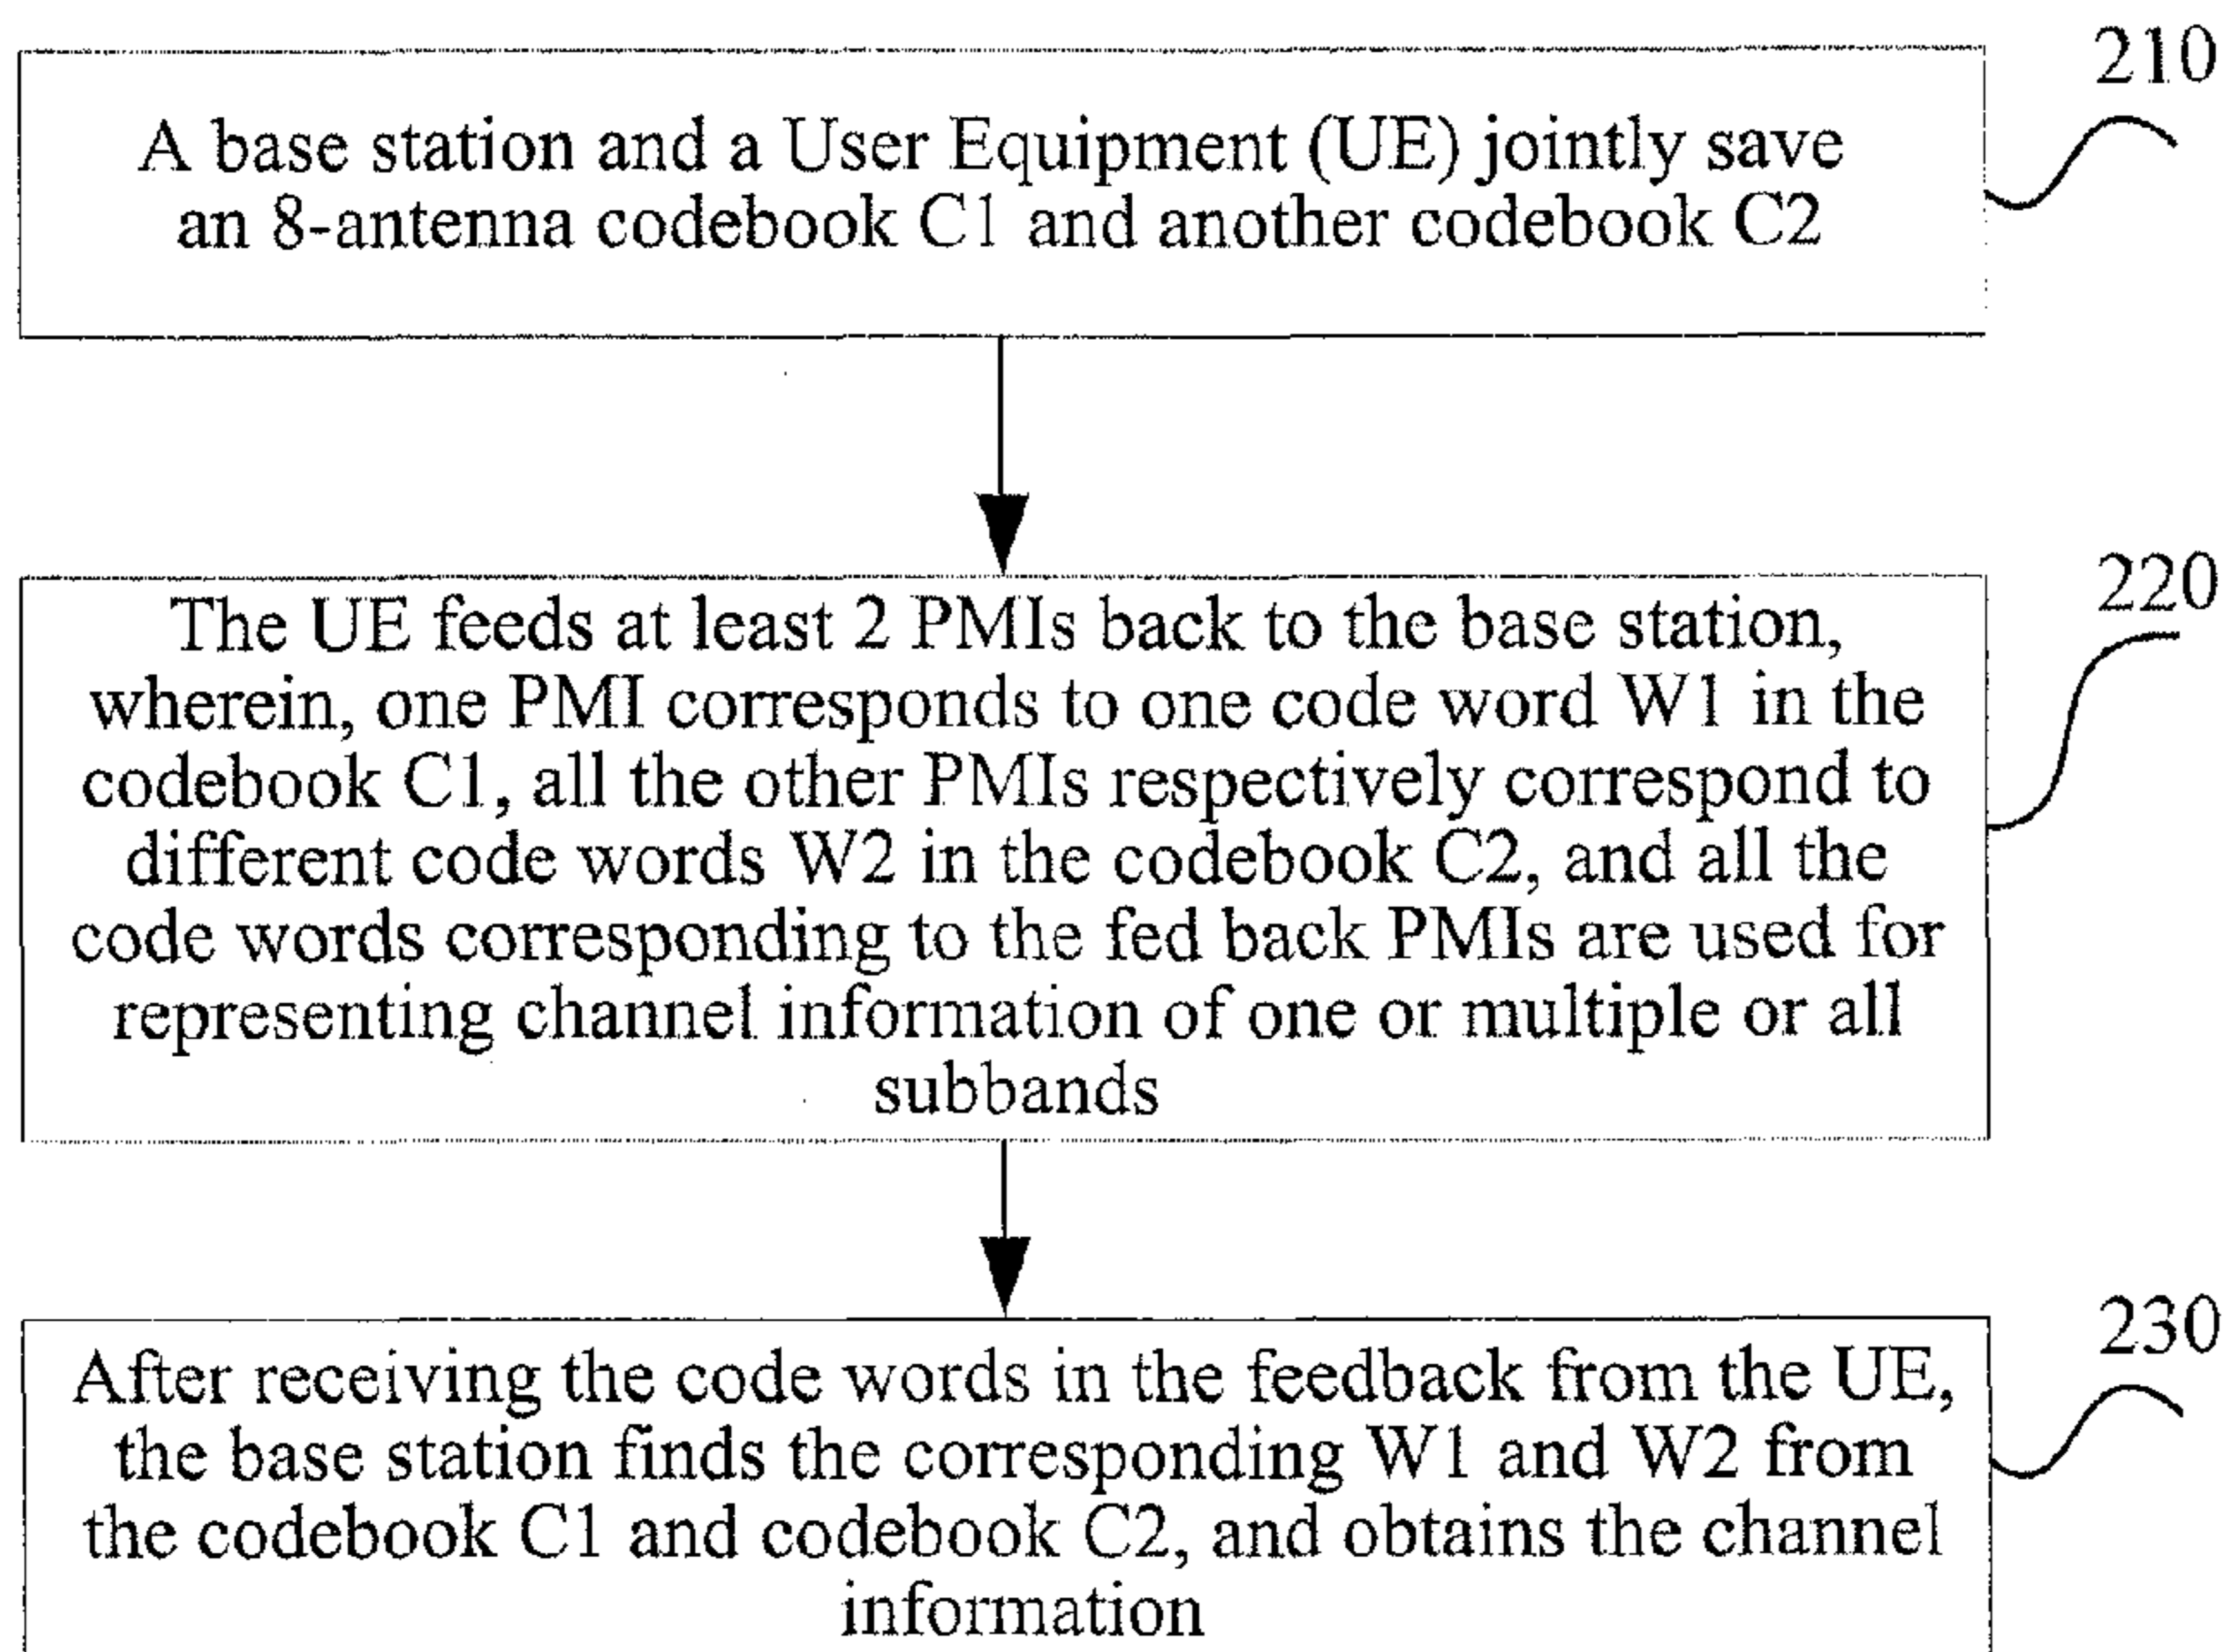 210
A base station and a User Equipment (UE) jointly save
an 8-antenna codebook C1 and another codebook C2
220
The UE feeds at least 2 PMIs back to the base station,
wherein, one PMI corresponds to one code word W1 in the
codebook C1, all the other PMIs respectively correspond to
different code words W2 in the codebook C2, and all the
code words corresponding to the fed back PMIs are used for
representing channel information of one or multiple or all
subbands
230
After receiving the code words in the feedback from the UE,
the base station finds the corresponding W1 and W2 from
the codebook C1 and codebook C2, and obtains the channel
information